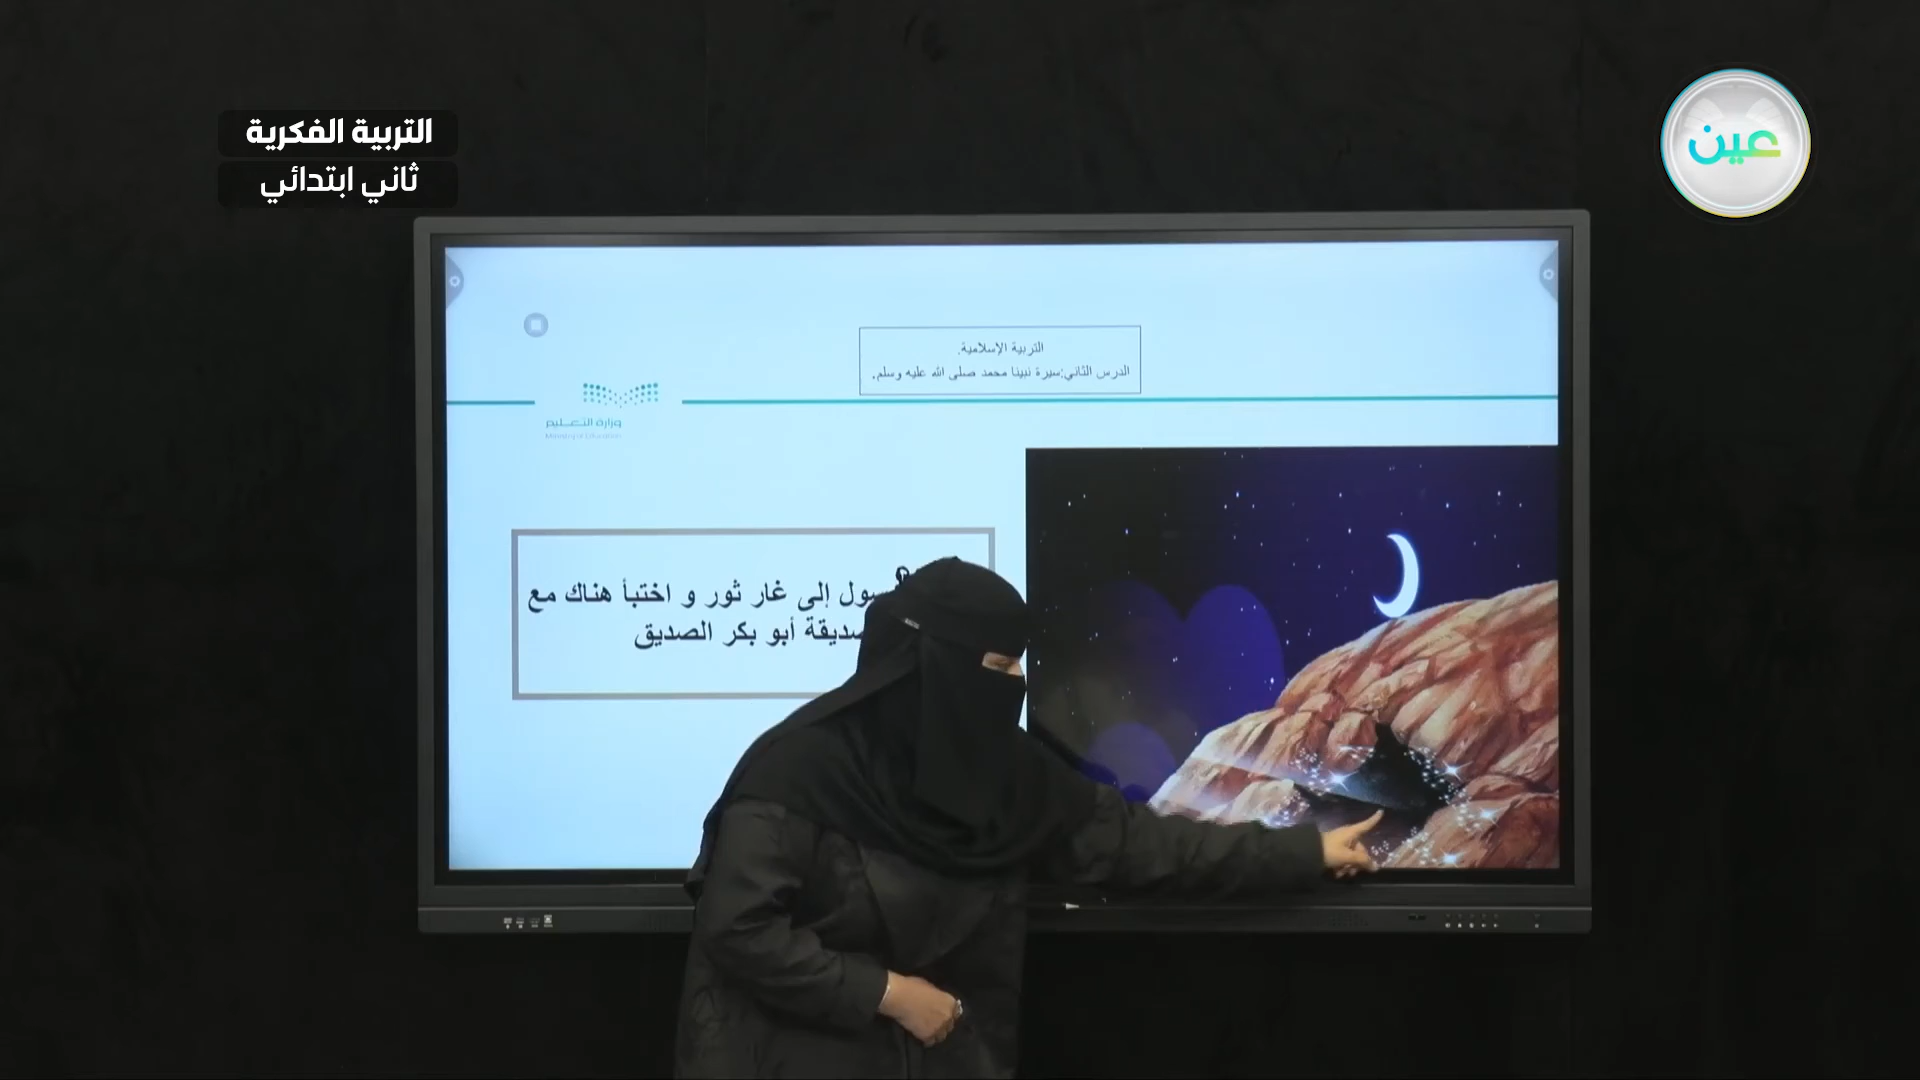 التربية الفكرية
ثاني ابتدائي
عين
التربية الإسلامية.
الدرس الثاني:سيرة نبينا محمد صلى الله عليه وسلم.
وزارة التعليم
Ministry of Education
إلى غار ثور و اختبأ هناك مع
أبو بكر الصديق